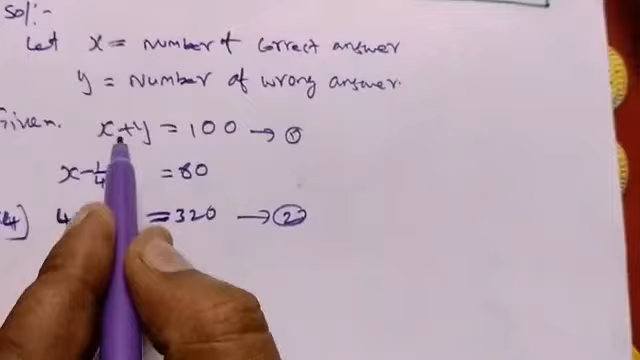 Sol:-
Let x = number of correct answer
y = Number of wrong answer.
Given. x+y = 100 → ①
x - 1/4 = 80
4) 4 = 320 → ②